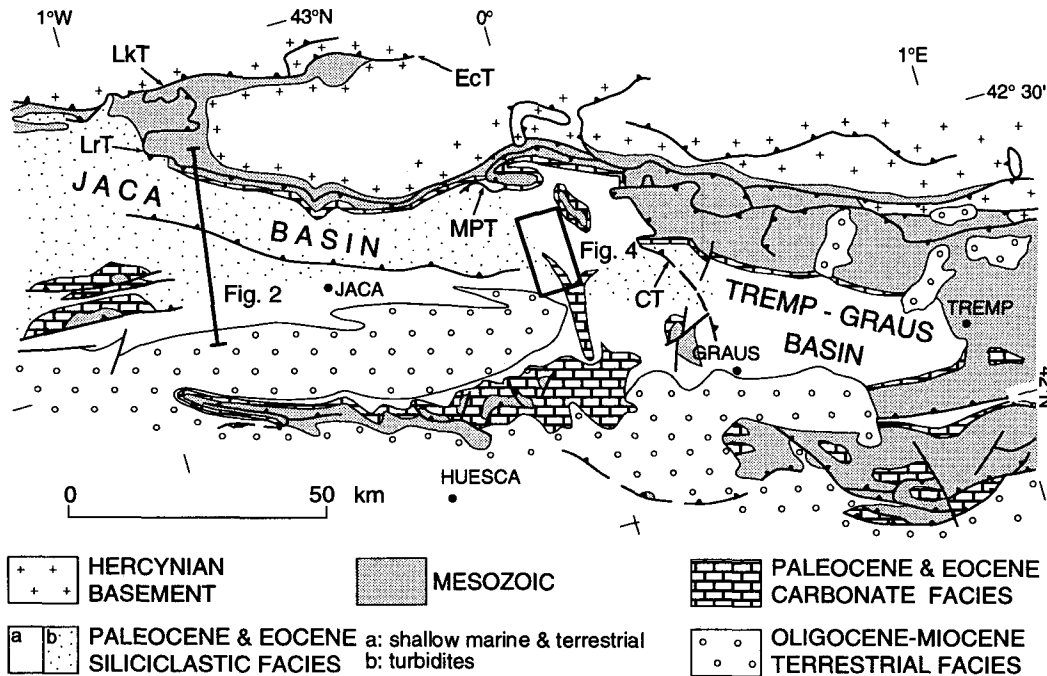 1°W
43°N
0°
1°E
42° 30'
LkT
EcT
LrT
JACA
BASIN
MPT
Fig. 4
CT
Fig. 2
JACA
TREMP - GRAUS
BASIN
TREMP
GRAUS
42°N
HUESCA
0 50 km
HERCYNIAN
BASEMENT
MESOZOIC
PALEOCENE & EOCENE
CARBONATE FACIES
a b
PALEOCENE & EOCENE
SILICICLASTIC FACIES
a: shallow marine & terrestrial
b: turbidites
OLIGOCENE-MIOCENE
TERRESTRIAL FACIES